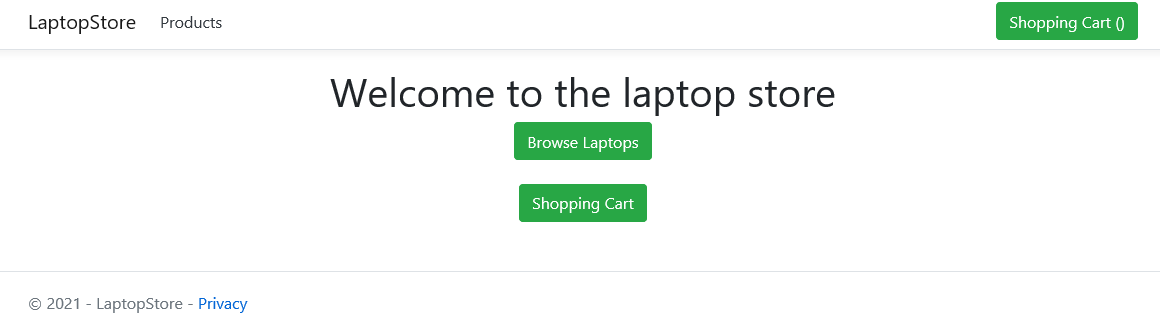 LaptopStore Products Shopping Cart ()
Welcome to the laptop store
Browse Laptops
Shopping Cart
© 2021 - LaptopStore - Privacy